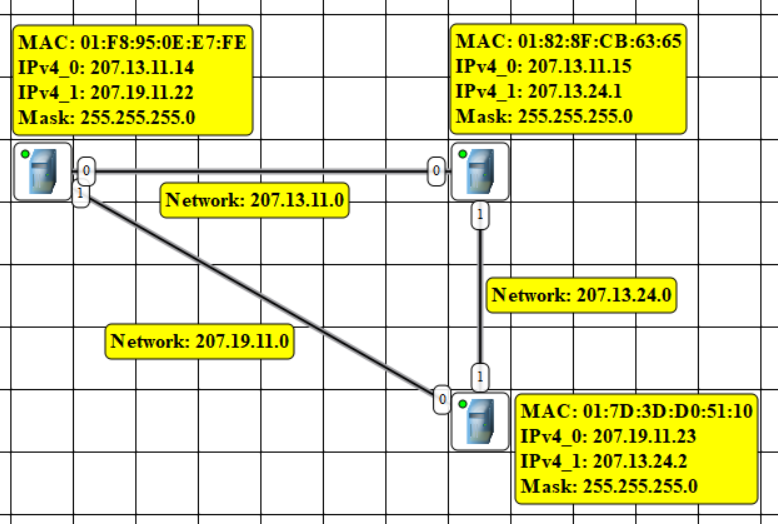 MAC: 01:F8:95:0E:E7:FE
IPv4_0: 207.13.11.14
IPv4_1: 207.19.11.22
Mask: 255.255.255.0
MAC: 01:82:8F:CB:63:65
IPv4_0: 207.13.11.15
IPv4_1: 207.13.24.1
Mask: 255.255.255.0
0
0
1
Network: 207.13.11.0
1
Network: 207.13.24.0
Network: 207.19.11.0
1
0
MAC: 01:7D:3D:D0:51:10
IPv4_0: 207.19.11.23
IPv4_1: 207.13.24.2
Mask: 255.255.255.0